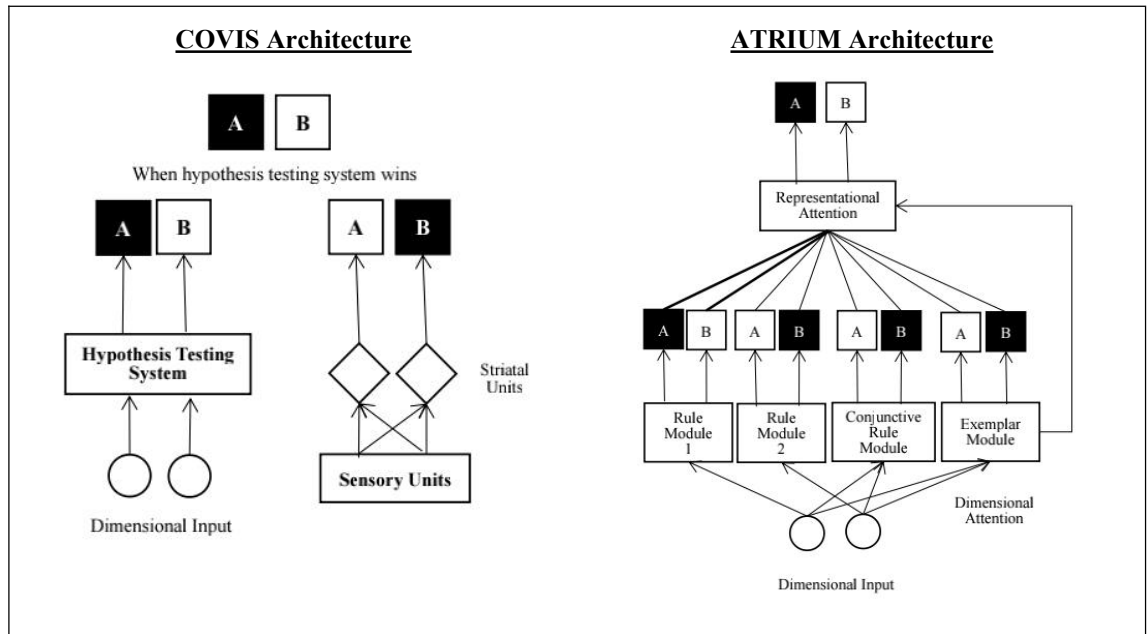 COVIS Architecture
A B
When hypothesis testing system wins
A B
A B
Hypothesis Testing
System
Striatal
Units
Sensory Units
Dimensional Input
ATRIUM Architecture
A B
Representational
Attention
A B A B A B A B
Rule
Module
1
Rule
Module
2
Conjunctive
Rule
Module
Exemplar
Module
Dimensional
Attention
Dimensional Input